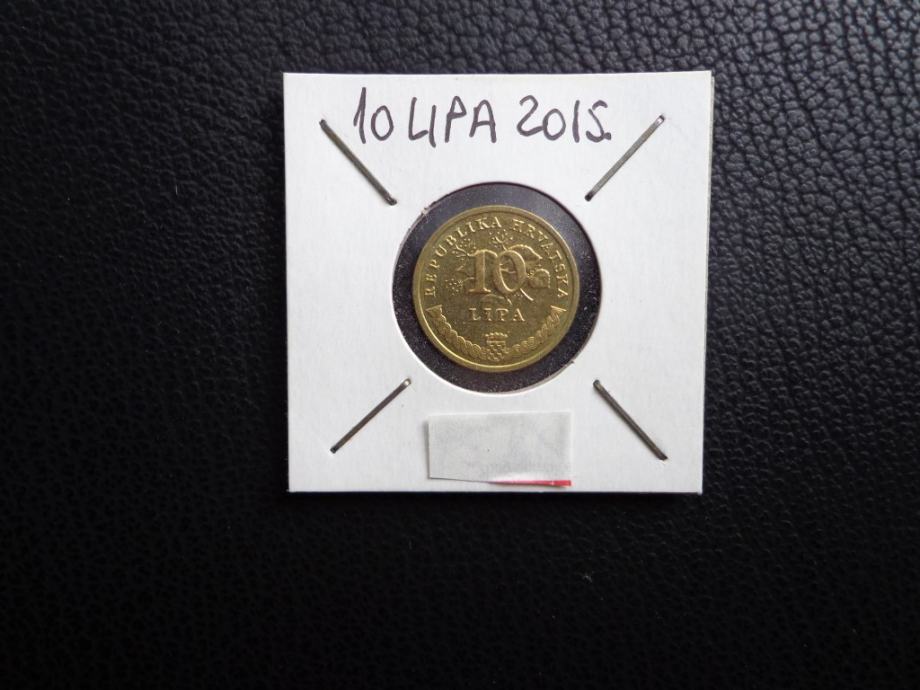 10 LIPA 2015.
REPUBLIKA HRVATSKA
10
LIPA